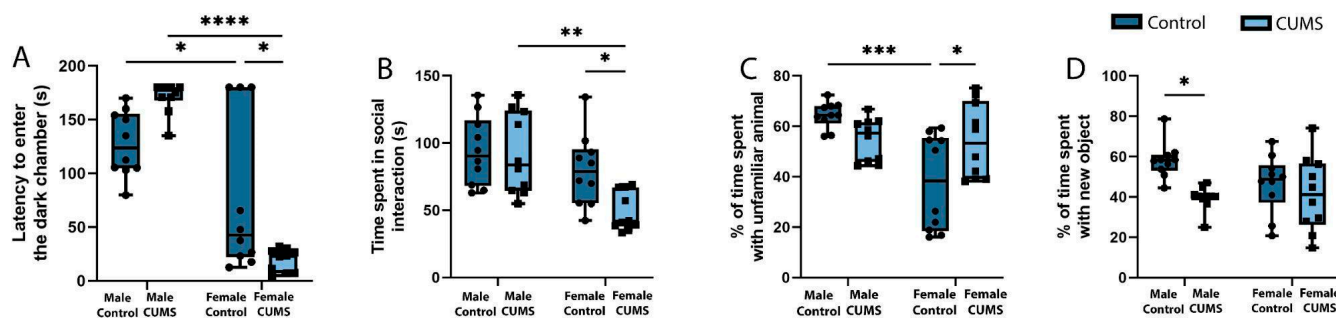 Control CUMS
A
Latency to enter
the dark chamber (s)
****
* *
200
150
100
50
0
Male Male Female Female
Control CUMS Control CUMS
B
Time spent in social
interaction (s)
**
*
150
100
50
0
Male Male Female Female
Control CUMS Control CUMS
C
% of time spent
with unfamiliar animal
*** *
80
60
40
20
0
Male Male Female Female
Control CUMS Control CUMS
D
% of time spent
with new object
*
100
80
60
40
20
0
Male Male Female Female
Control CUMS Control CUMS